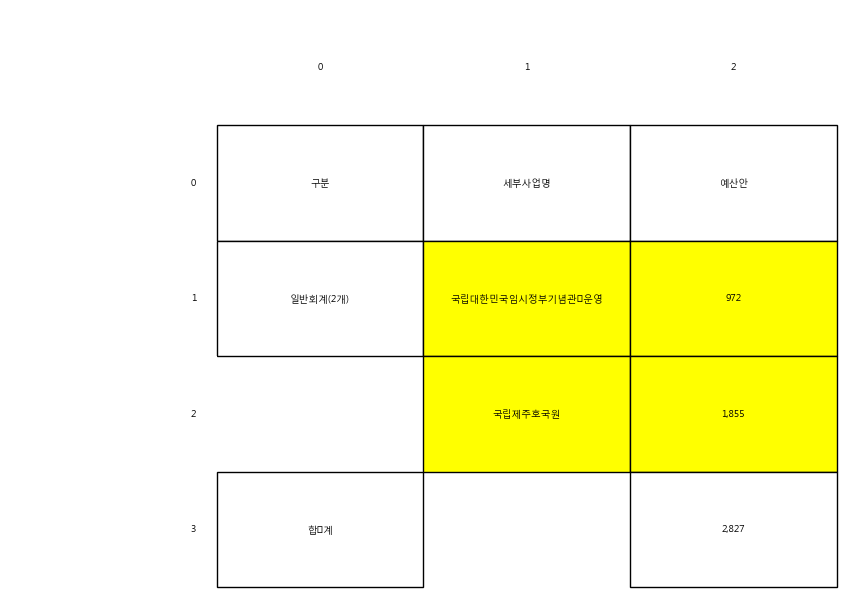 0 1 2
0 구분 세부사업명 예산안
1 일반회계(2개) 국립대한민국임시정부기념관▯운영 972
2 국립제주호국원 1,855
3 합▯계 2,827